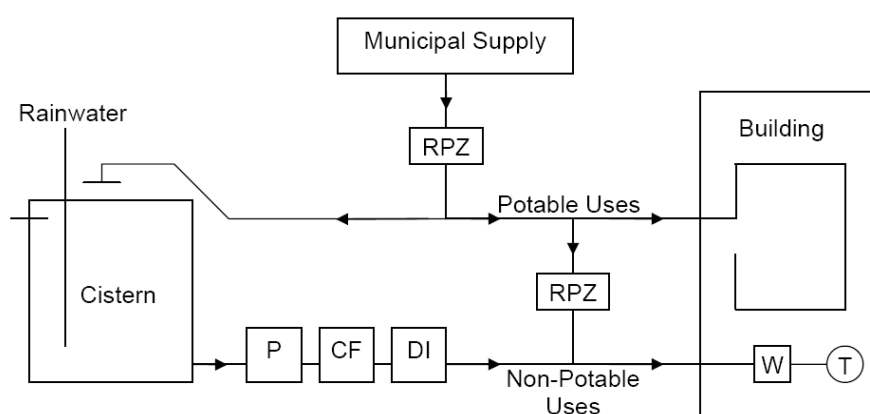 Municipal Supply
Rainwater
RPZ
Building
Potable Uses
Cistern
RPZ
P
CF
DI
Non-Potable
Uses
W
T